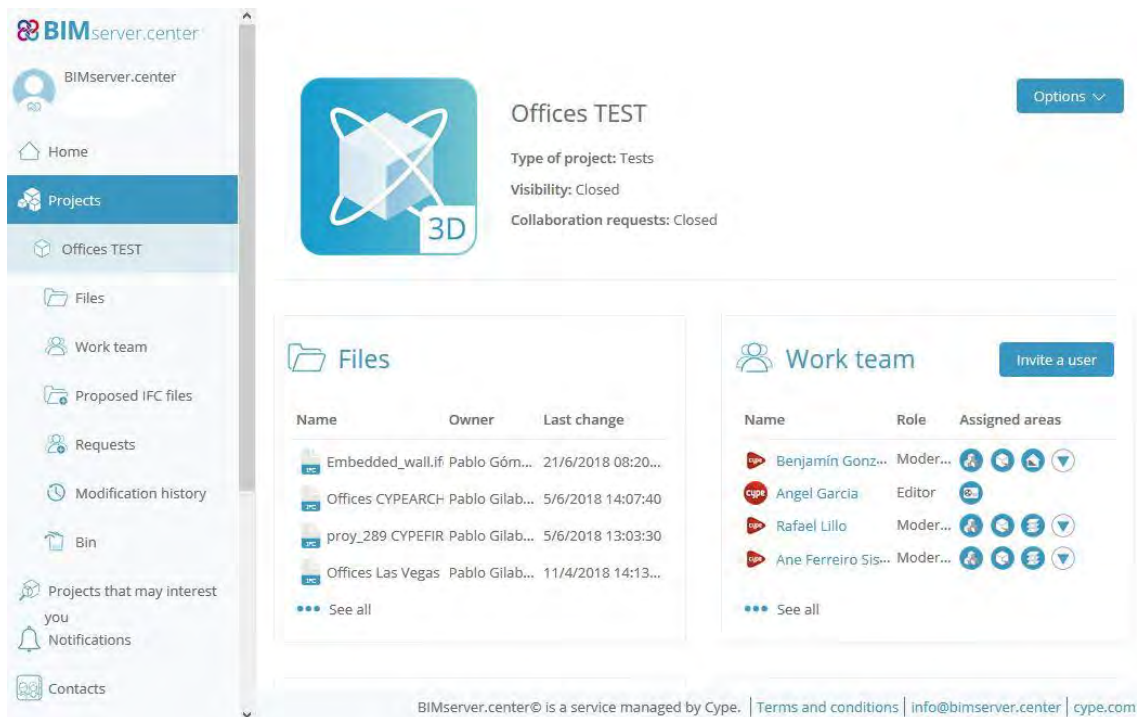 BIMserver.center
BIMserver.center
Home
Projects
Offices TEST
Files
Work team
Proposed IFC files
Requests
Modification history
Bin
Projects that may interest
you
Notifications
Contacts
3D
Offices TEST
Type of project: Tests
Visibility: Closed
Collaboration requests: Closed
Options
Files
Name Owner Last change
Embedded_wall.if Pablo Góm... 21/6/2018 08:20...
Offices CYPEARCH Pablo Gilab... 5/6/2018 14:07:40
proy_289 CYPEFIR Pablo Gilab... 5/6/2018 13:03:30
Offices Las Vegas Pablo Gilab... 11/4/2018 14:13...
See all
Work team
Invite a user
Name Role Assigned areas
cype Benjamín Gonz... Moder...
cype Angel Garcia Editor
cype Rafael Lillo Moder...
cype Ane Ferreiro Sis... Moder...
See all
BIMserver.center© is a service managed by Cype. | Terms and conditions | info@bimserver.center | cype.com